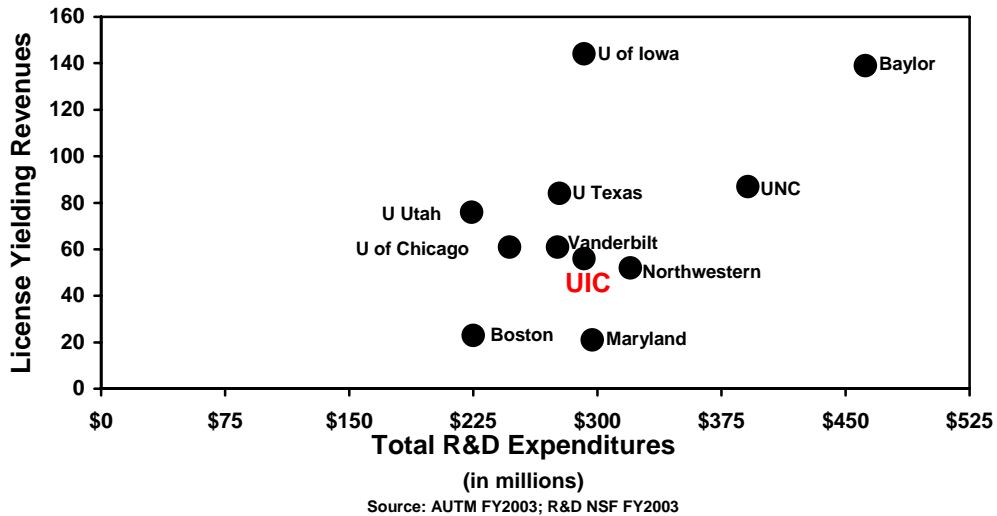 License Yielding Revenues
160
140
120
100
80
60
40
20
0
U of Iowa
Baylor
U Texas
UNC
U Utah
U of Chicago
Vanderbilt
UIC
Northwestern
Boston
Maryland
$0 $75 $150 $225 $300 $375 $450 $525
Total R&D Expenditures
(in millions)
Source: AUTM FY2003; R&D NSF FY2003